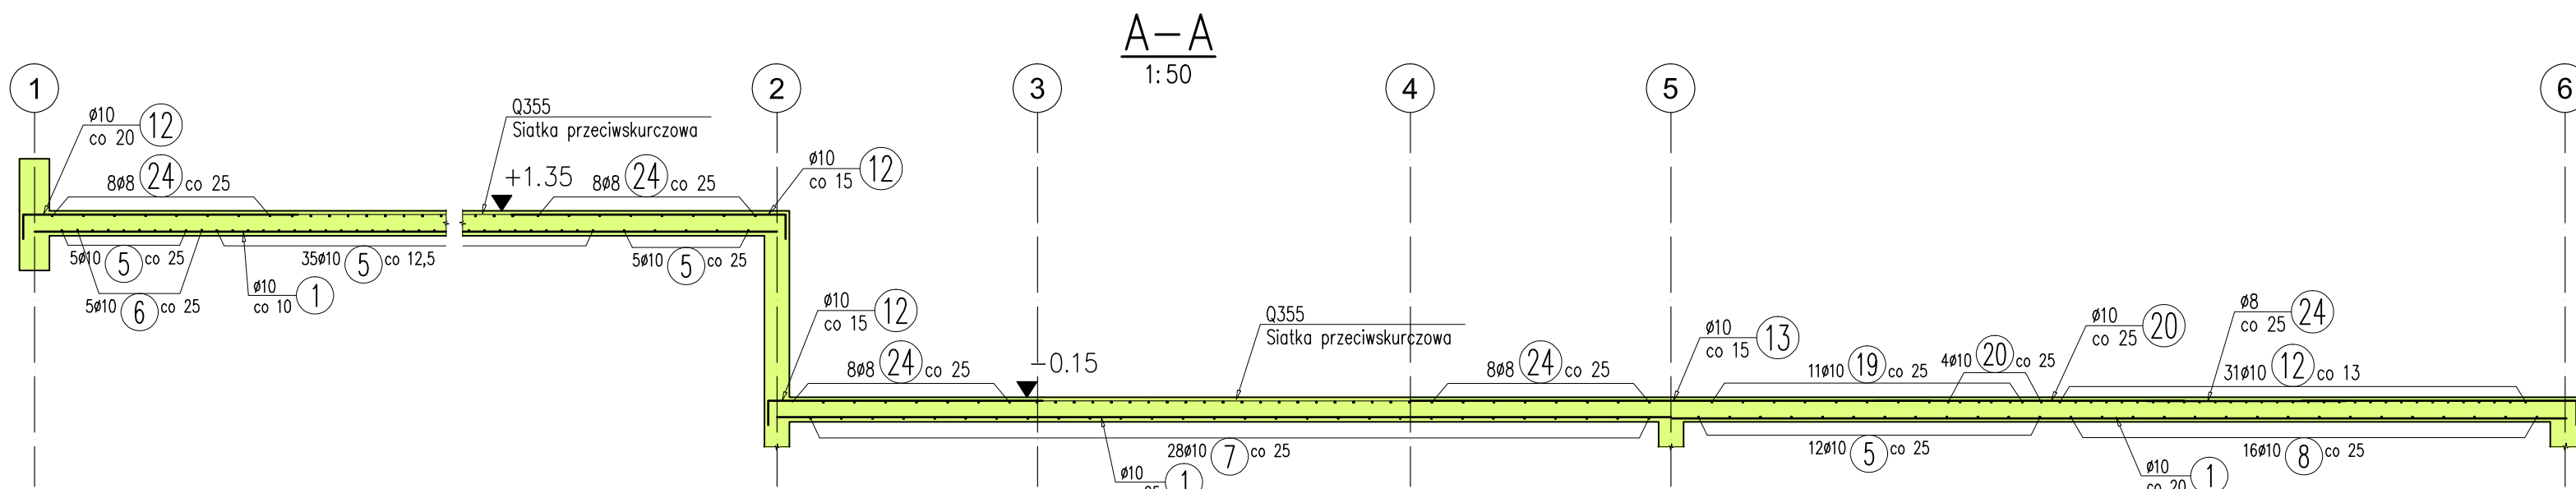 A-A
1:50
1
2
3
4
5
6
ø10
co 20
12
Q355
Siatka przeciwskurczowa
ø10
co 15
12
8ø8 24 co 25
+1.35
8ø8 24 co 25
5ø10 5 co 25
35ø10 5 co 12,5
5ø10 5 co 25
5ø10 6 co 25
ø10
co 10
1
ø10
co 15
12
Q355
Siatka przeciwskurczowa
ø10
co 15
13
ø10
co 25
20
ø8
co 25
24
-0.15
8ø8 24 co 25
8ø8 24 co 25
11ø10 19 co 25
4ø10 20 co 25
31ø10 12 co 13
28ø10 7 co 25
12ø10 5 co 25
16ø10 8 co 25
ø10
1
ø10
co 20
1